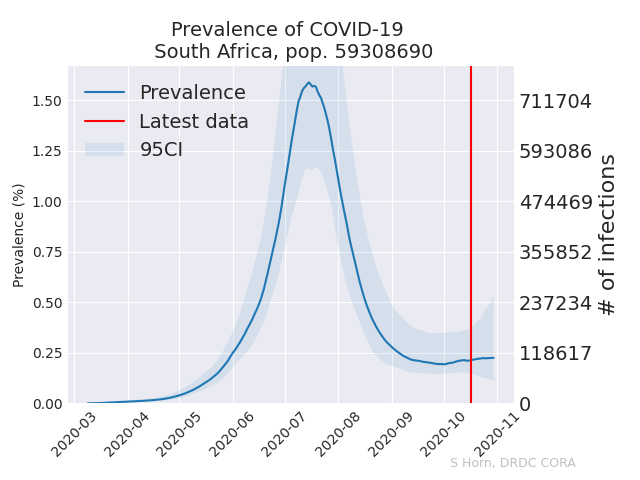 Prevalence of COVID-19
South Africa, pop. 59308690
Prevalence
Latest data
95CI
1.50
1.25
1.00
0.75
0.50
0.25
0.00
Prevalence (%)
711704
593086
474469
355852
237234
118617
0
# of infections
2020-03
2020-04
2020-05
2020-06
2020-07
2020-08
2020-09
2020-10
2020-11
S Horn, DRDC CORA